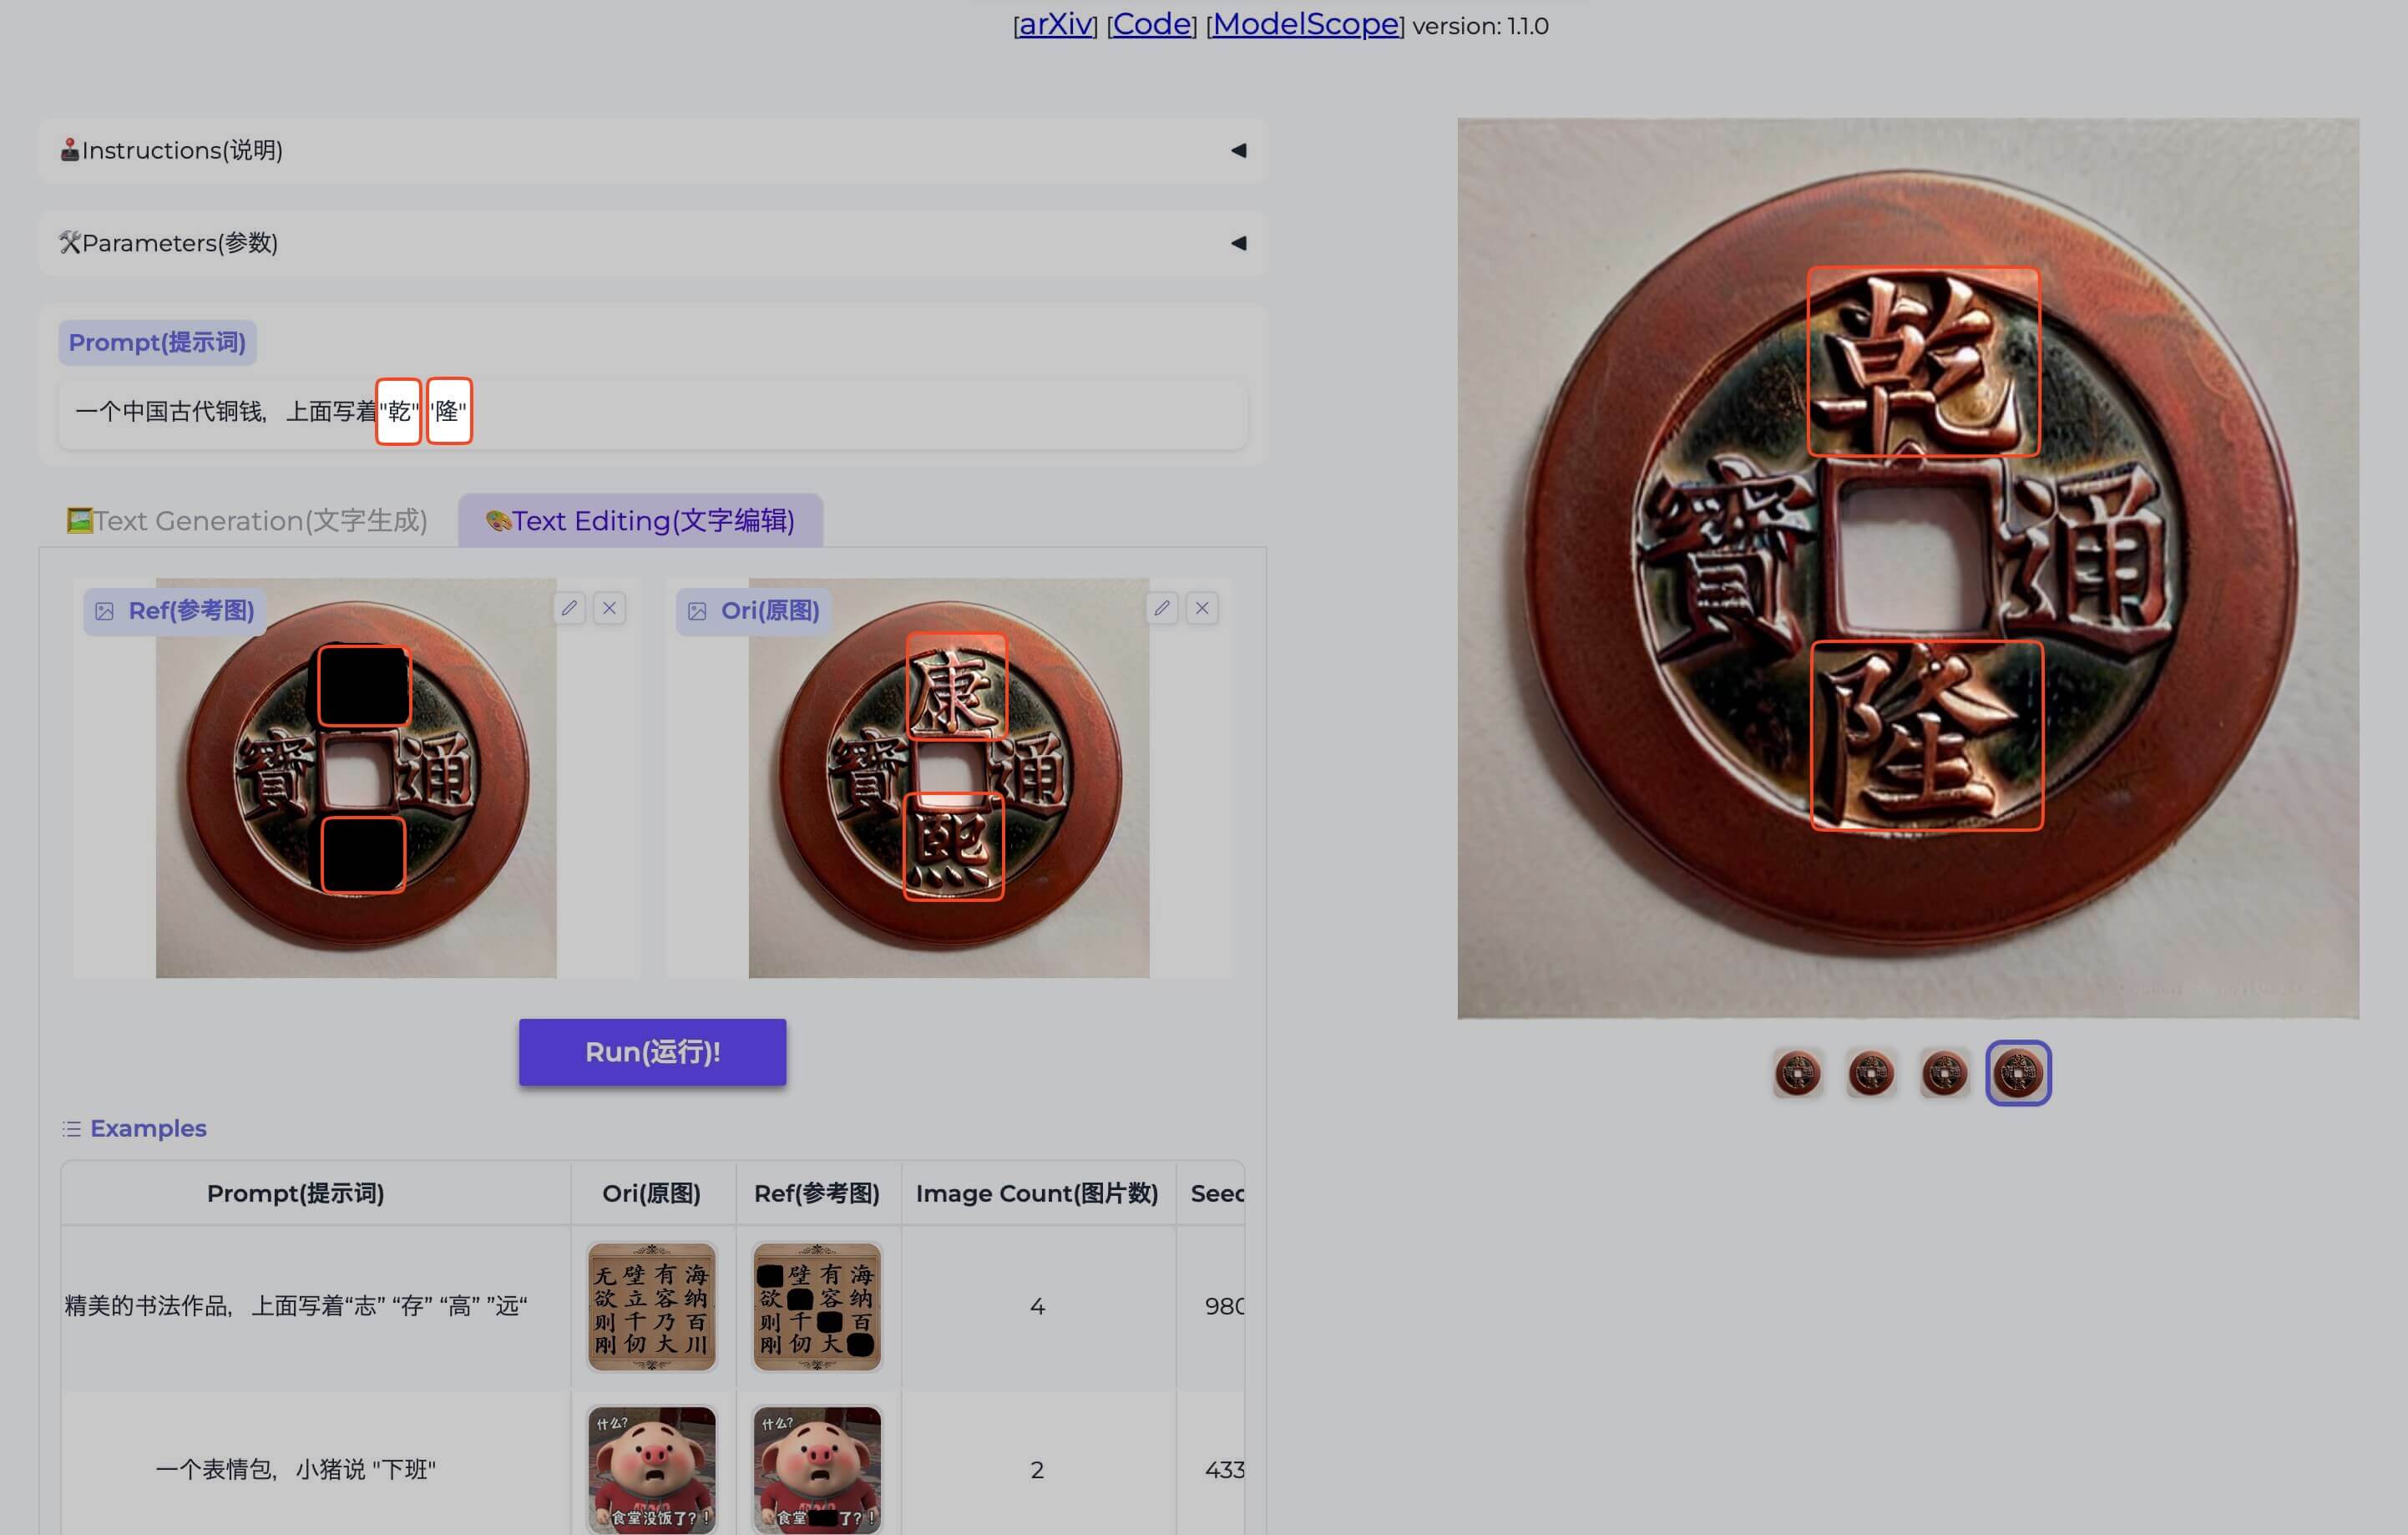 [arXiv] [Code] [ModelScope] version: 1.1.0
🕹️Instructions(说明)
🛠️Parameters(参数)
Prompt(提示词)
一个中国古代铜钱，上面写着"乾" "隆"
🖼️Text Generation(文字生成)
🎨Text Editing(文字编辑)
Ref(参考图)
寶 通
Ori(原图)
康
寶 通
熙
Run(运行)!
Examples
Prompt(提示词) Ori(原图) Ref(参考图) Image Count(图片数)
精美的书法作品，上面写着“志” “存” “高” ”远“
无 壁 有 海
欲 立 容 纳
则 千 乃 百
刚 仞 大 川
壁 有 海
欲 容 纳
则 千 百
刚 仞 大
4
980
一个表情包，小猪说 "下班"
什么?
食堂没饭了?!
什么?
食堂 了?!
2
433
乾
寶 通
隆